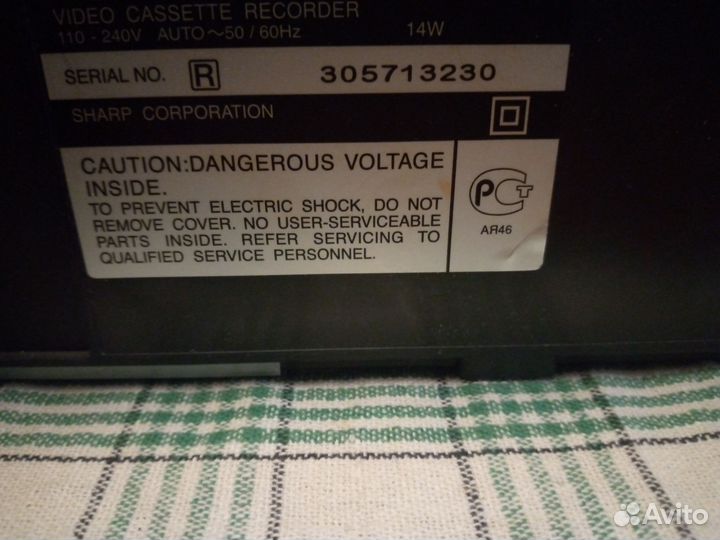 VIDEO CASSETTE RECORDER
110 - 240V AUTO～50 / 60Hz 14W
SERIAL NO. R 305713230
SHARP CORPORATION
CAUTION:DANGEROUS VOLTAGE
INSIDE.
TO PREVENT ELECTRIC SHOCK, DO NOT
REMOVE COVER. NO USER-SERVICEABLE
PARTS INSIDE. REFER SERVICING TO
QUALIFIED SERVICE PERSONNEL.
РСТ
АЯ46
Avito